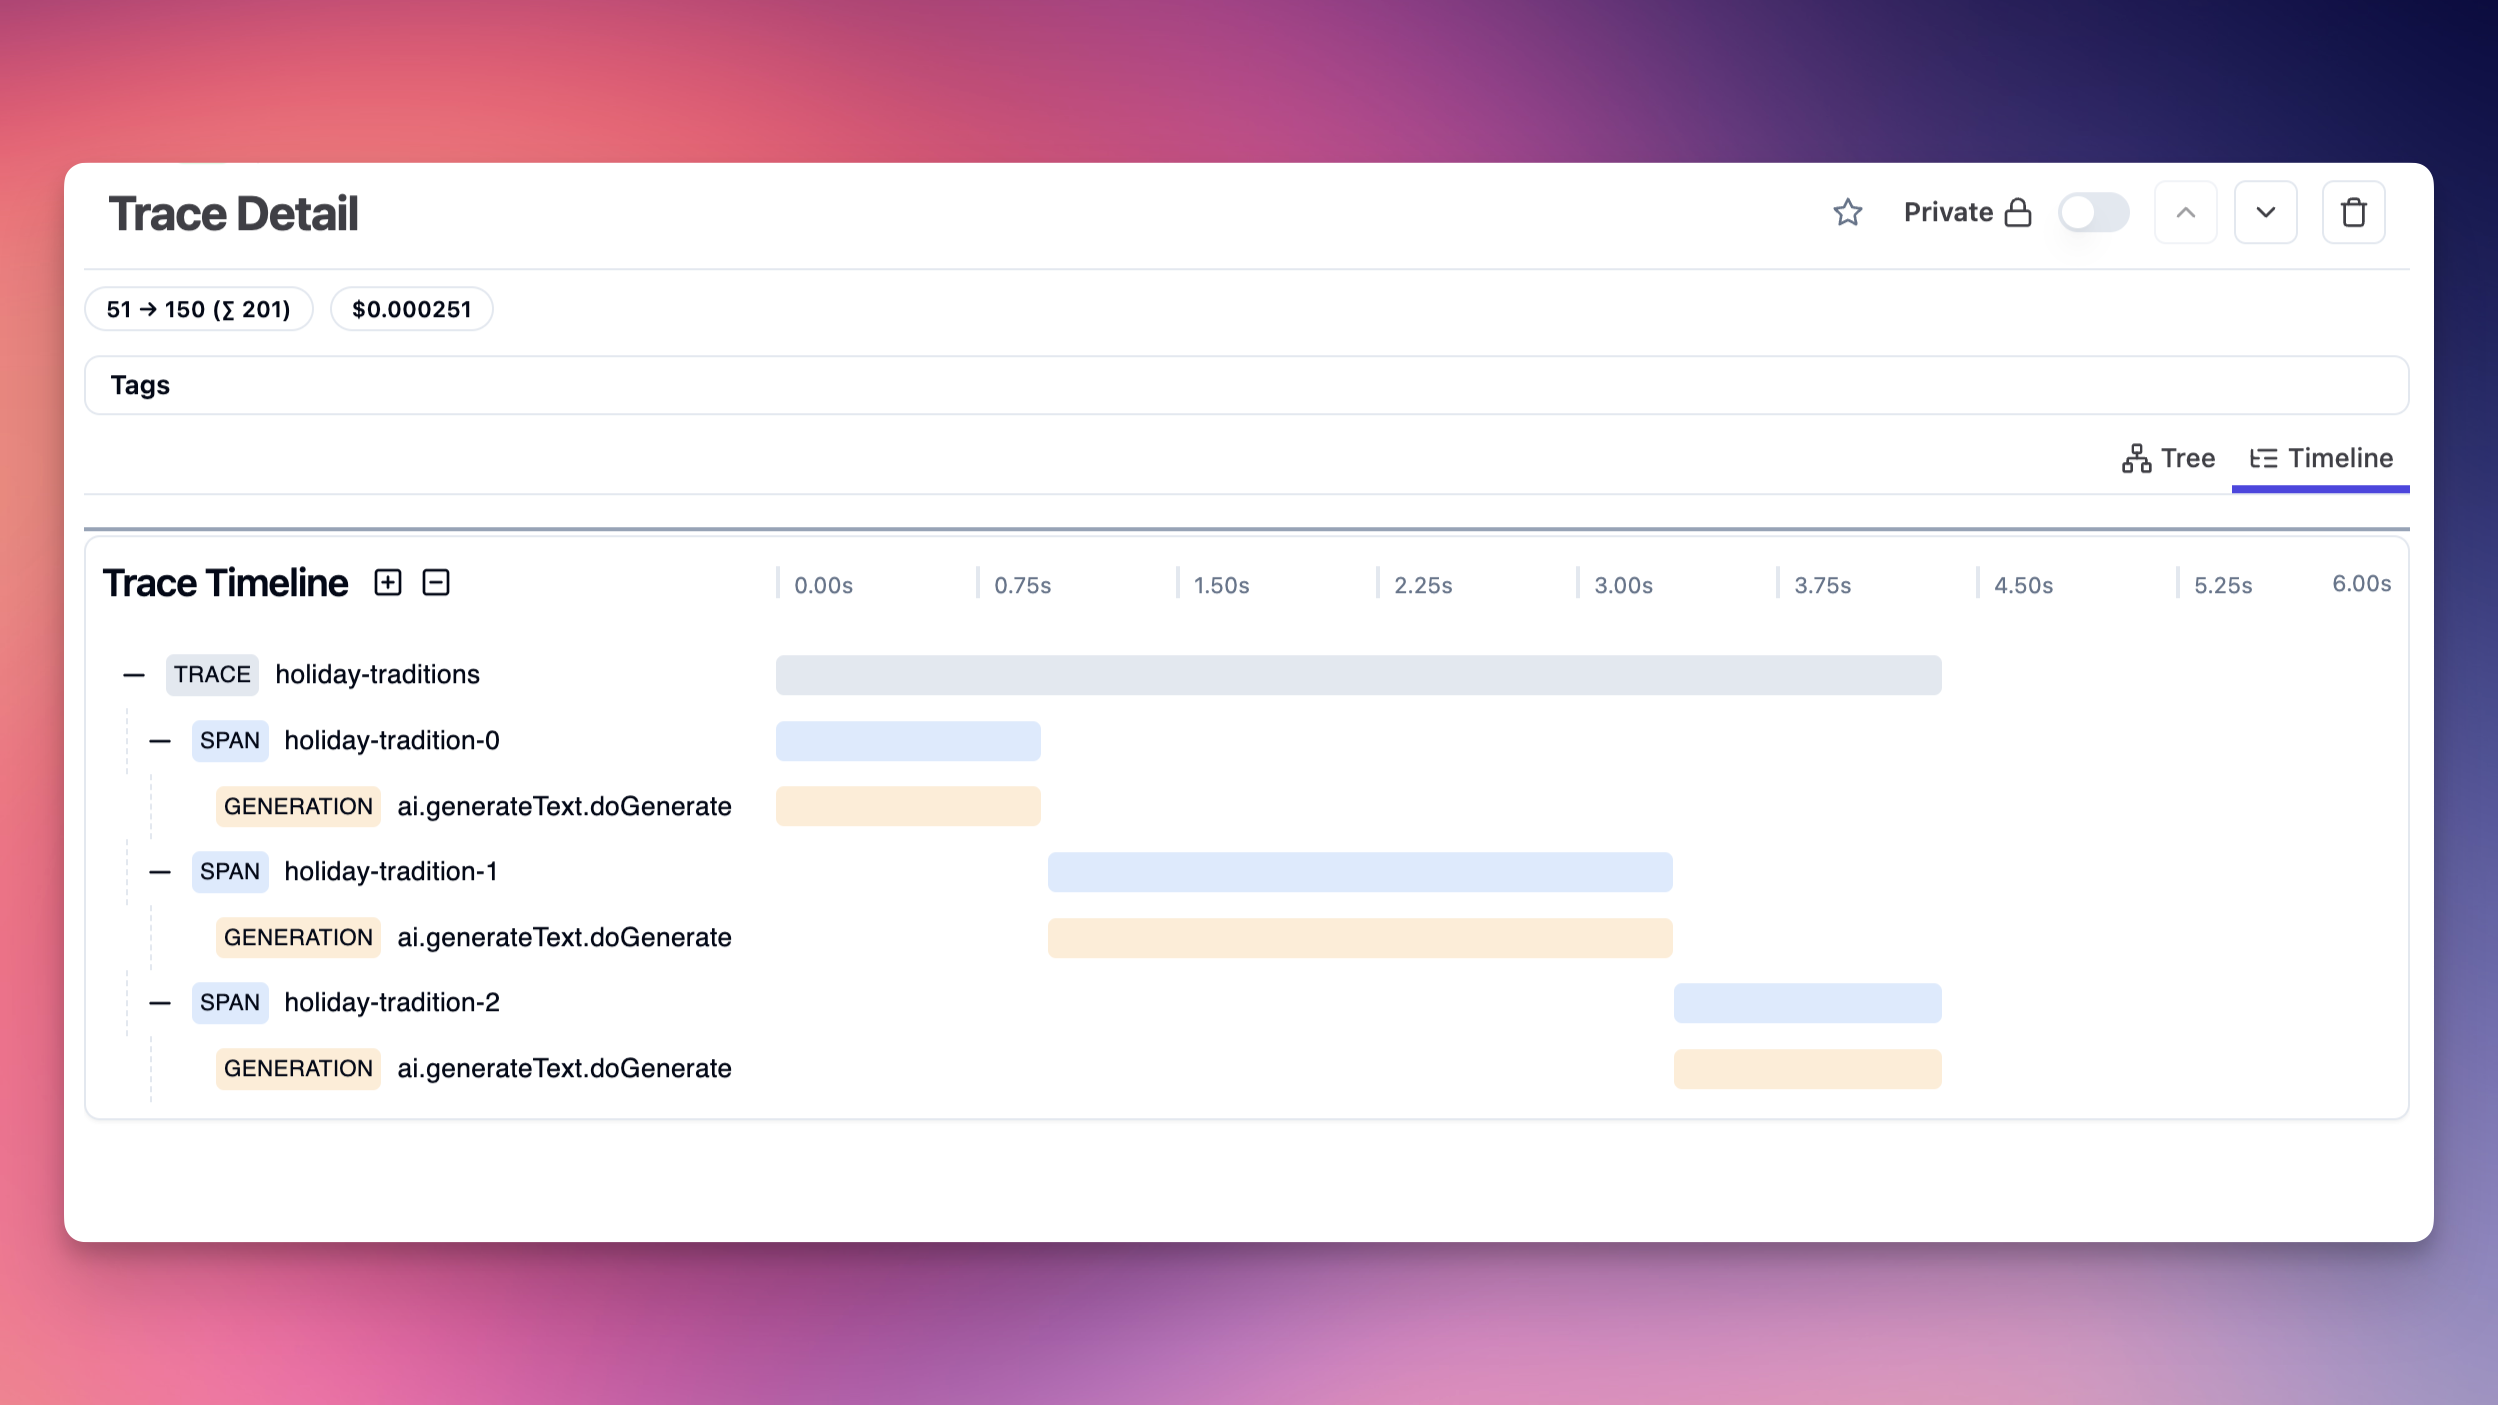 Trace Detail
Private
51 → 150 (∑ 201)
$0.000251
Tags
Tree
Timeline
Trace Timeline
0.00s
0.75s
1.50s
2.25s
3.00s
3.75s
4.50s
5.25s
6.00s
TRACE holiday-traditions
SPAN holiday-tradition-0
GENERATION ai.generateText.doGenerate
SPAN holiday-tradition-1
GENERATION ai.generateText.doGenerate
SPAN holiday-tradition-2
GENERATION ai.generateText.doGenerate